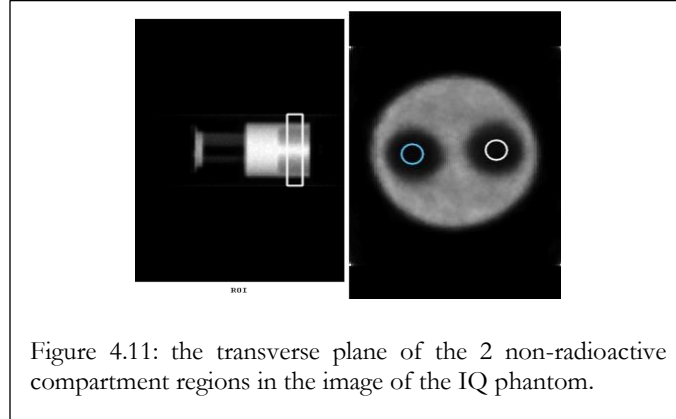 ROI
Figure 4.11: the transverse plane of the 2 non-radioactive
compartment regions in the image of the IQ phantom.